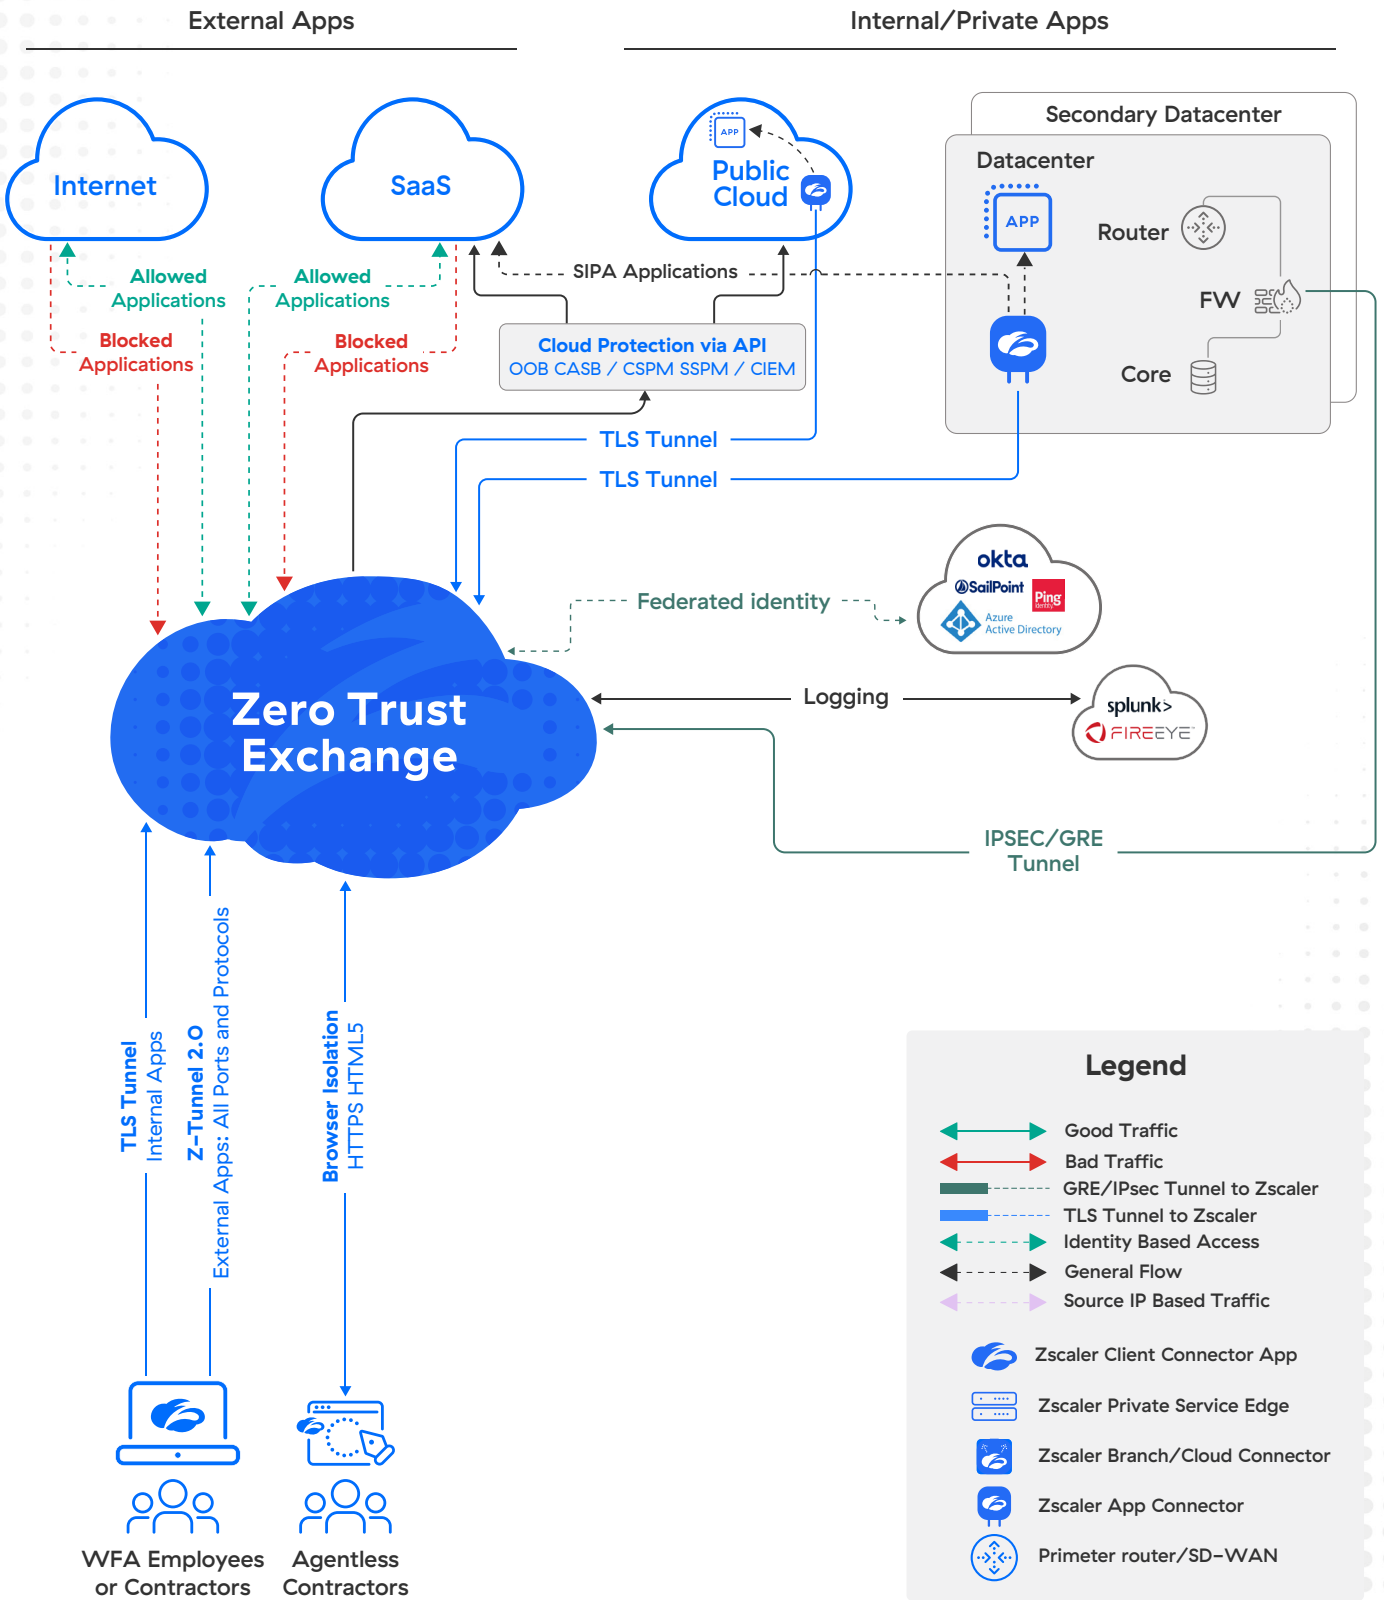 External Apps
Internal/Private Apps
Internet
SaaS
APP
Public
Cloud
Secondary Datacenter
Datacenter
APP
Router
FW
Core
Allowed
Applications
Allowed
Applications
SIPA Applications
Blocked
Applications
Blocked
Applications
Cloud Protection via API
OOB CASB / CSPM SSPM / CIEM
TLS Tunnel
TLS Tunnel
okta
SailPoint
Ping
Identity
Azure
Active Directory
Federated identity
Zero Trust
Exchange
Logging
splunk>
FIREEYE™
IPSEC/GRE
Tunnel
TLS Tunnel
Internal Apps
Z-Tunnel 2.0
External Apps: All Ports and Protocols
Browser Isolation
HTTPS HTML5
WFA Employees
or Contractors
Agentless
Contractors
Legend
Good Traffic
Bad Traffic
GRE/IPsec Tunnel to Zscaler
TLS Tunnel to Zscaler
Identity Based Access
General Flow
Source IP Based Traffic
Zscaler Client Connector App
Zscaler Private Service Edge
Zscaler Branch/Cloud Connector
Zscaler App Connector
Primeter router/SD-WAN